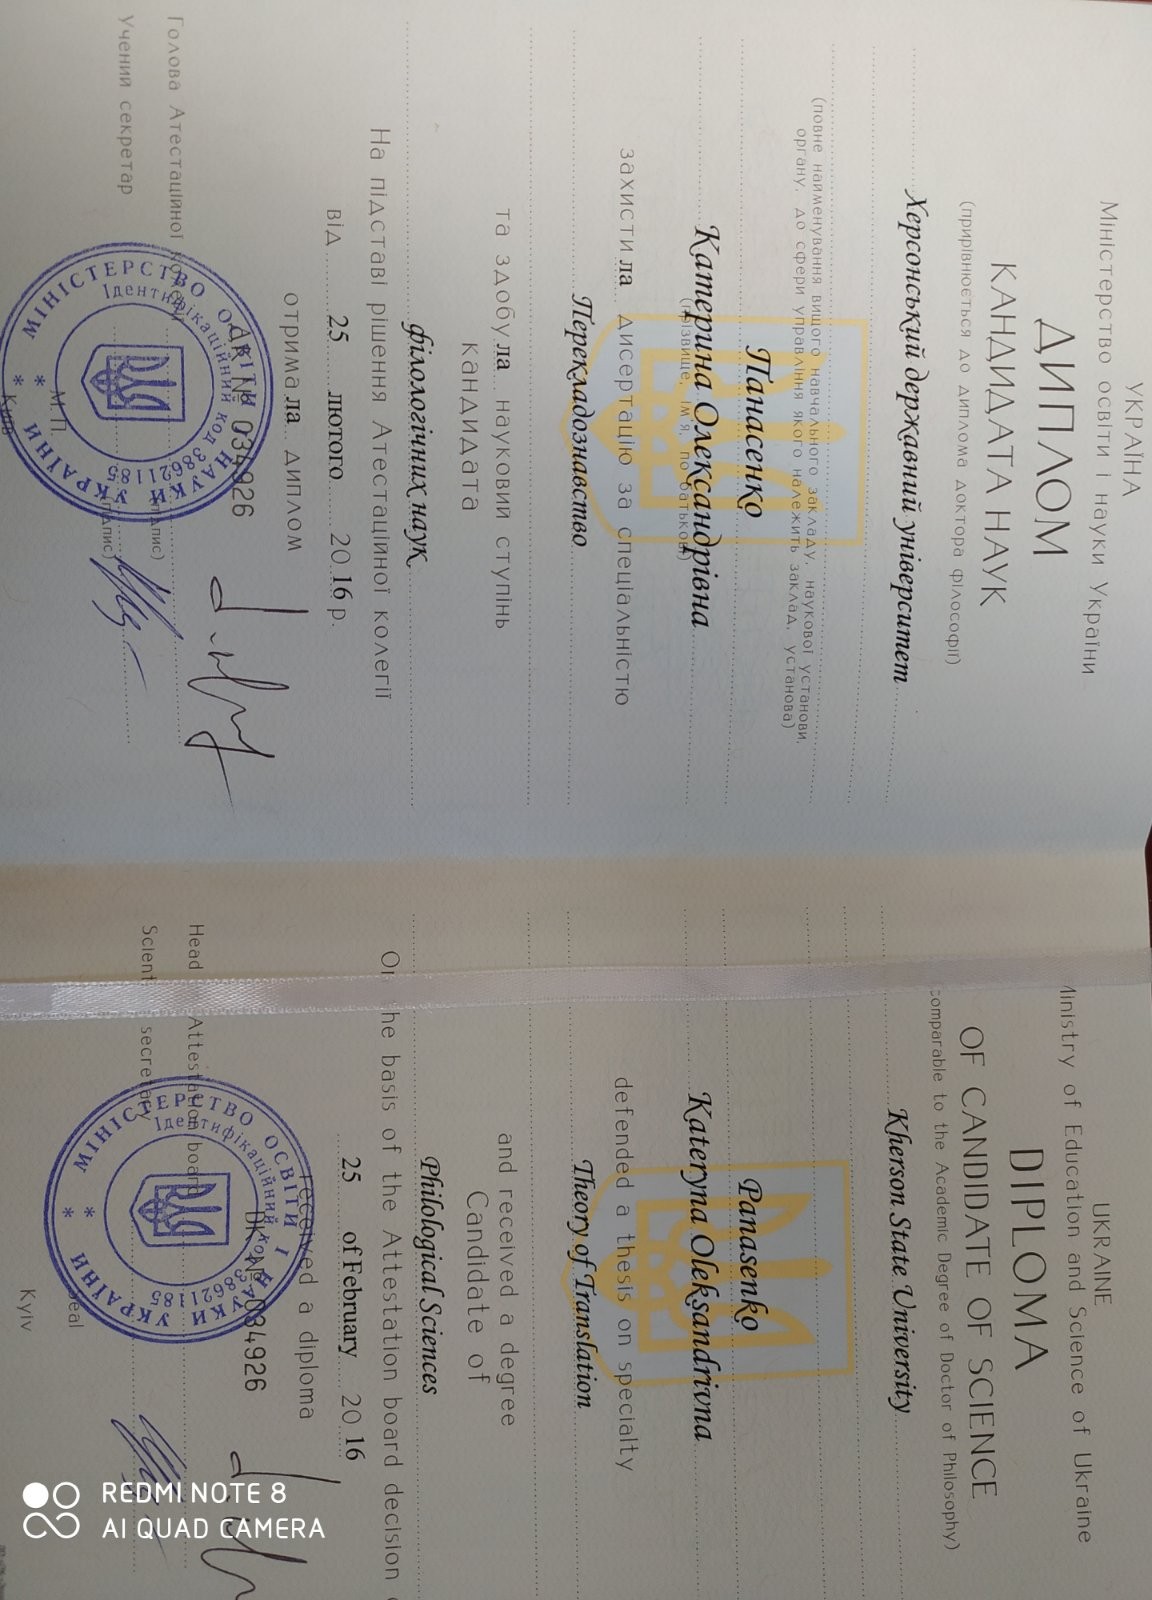 УКРАЇНА
Міністерство освіти і науки України
ДИПЛОМ
КАНДИДАТА НАУК
(прирівнюється до диплома доктора філософії)
Херсонський державний університет
(повне найменування вищого навчального закладу, наукової установи,
органу, до сфери управління якого належить заклад, установа)
Панасенко
Катерина Олександрівна
(прізвище, ім'я, по батькові)
захистила дисертацію за спеціальністю
Перекладознавство
та здобула науковий ступінь
кандидата
філологічних наук
На підставі рішення Атестаційної колегії
від 25 лютого 2016 р.
отримала диплом
ДК № 034926
Голова Атестаційної
(підпис)
Учений секретар
(підпис)
М.П.
Київ
МІНІСТЕРСТВО ОСВІТИ І НАУКИ УКРАЇНИ * *
Ідентифікаційний код 38621185
UKRAINE
Ministry of Education and Science of Ukraine
DIPLOMA
OF CANDIDATE OF SCIENCE
comparable to the Academic Degree of Doctor of Philosophy)
Kherson State University
Panasenko
Kateryna Oleksandrivna
defended a thesis on specialty
Theory of Translation
and received a degree
Candidate of
Philological Sciences
On the basis of the Attestation board decision
25 of February 2016
received a diploma
DK № 034926
Head Attestation board
Scient secretary
Seal
Kyiv
МІНІСТЕРСТВО ОСВІТИ І НАУКИ УКРАЇНИ * *
Ідентифікаційний код 38621185
REDMI NOTE 8
AI QUAD CAMERA